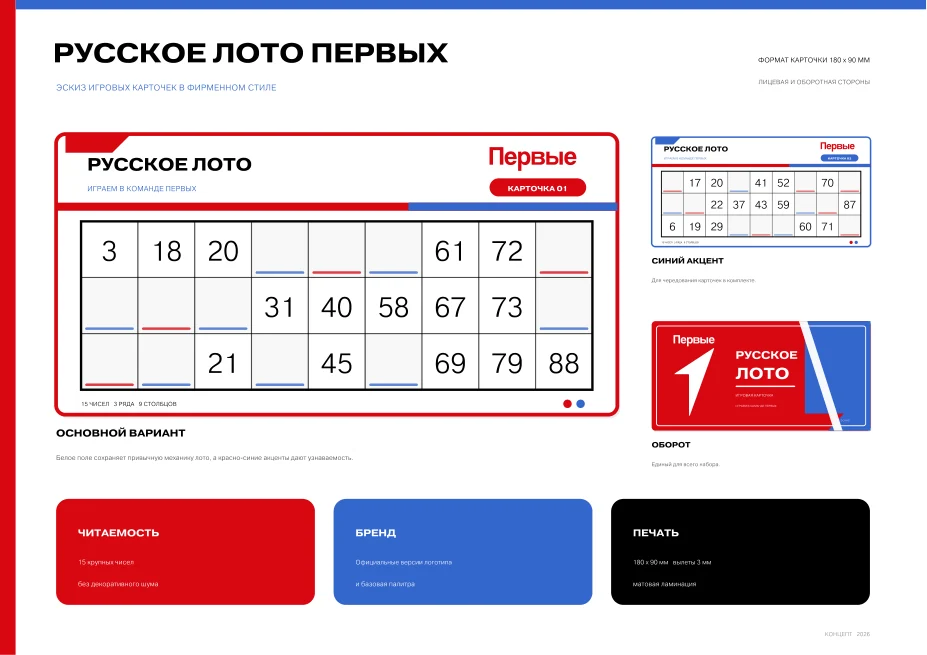 РУССКОЕ ЛОТО ПЕРВЫХ
ЭСКИЗ ИГРОВЫХ КАРТОЧЕК В ФИРМЕННОМ СТИЛЕ
ФОРМАТ КАРТОЧКИ 180 x 90 ММ
ЛИЦЕВАЯ И ОБОРОТНАЯ СТОРОНЫ
РУССКОЕ ЛОТО
ИГРАЕМ В КОМАНДЕ ПЕРВЫХ
Первые
КАРТОЧКА 01
3 18 20 61 72
31 40 58 67 73
21 45 69 79 88
15 ЧИСЕЛ 3 РЯДА 9 СТОЛБЦОВ
ОСНОВНОЙ ВАРИАНТ
Белое поле сохраняет привычную механику лото, а красно-синие акценты дают узнаваемость.
РУССКОЕ ЛОТО
Первые
КАРТОЧКА 02
17 20 41 52 70
22 37 43 59 87
6 19 29 60 71
СИНИЙ АКЦЕНТ
Для чередования карточек в комплекте.
Первые
РУССКОЕ
ЛОТО
ИГРОВАЯ КАРТОЧКА
ОБОРОТ
Единый для всего набора.
ЧИТАЕМОСТЬ
15 крупных чисел
без декоративного шума
БРЕНД
Официальные версии логотипа
и базовая палитра
ПЕЧАТЬ
180 x 90 мм вылеты 3 мм
матовая ламинация
КОНЦЕПТ 2026